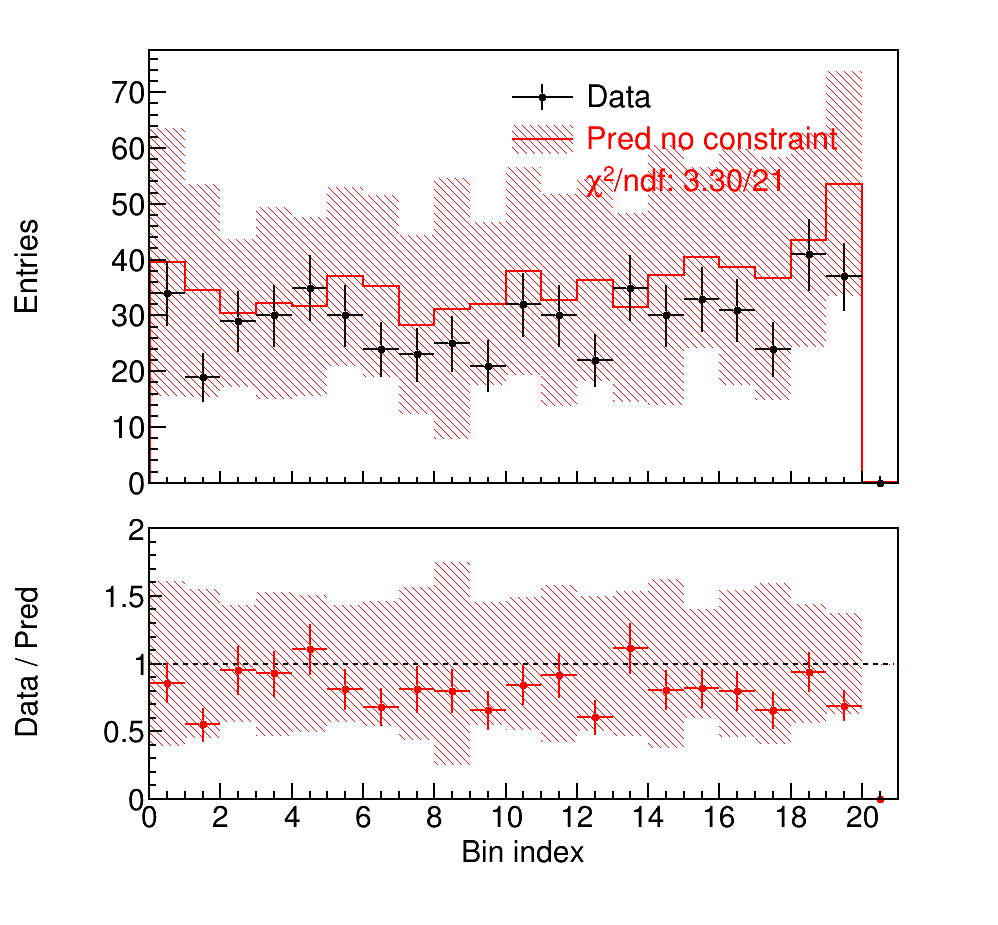 Entries
70
60
50
40
30
20
10
0
Data
Pred no constraint
χ²/ndf: 3.30/21
Data / Pred
2
1.5
1
0.5
0
0 2 4 6 8 10 12 14 16 18 20
Bin index